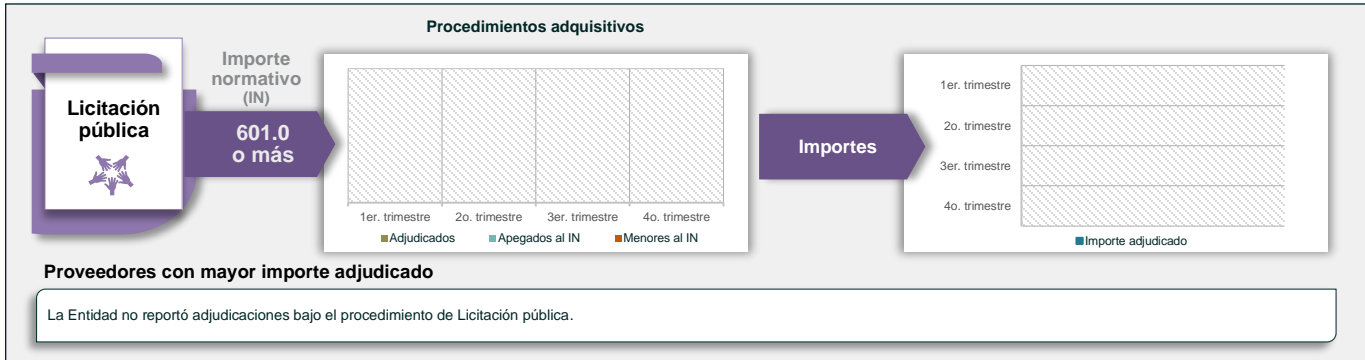 Procedimientos adquisitivos
Licitación
pública
Importe
normativo
(IN)
601.0
o más
1er. trimestre 2o. trimestre 3er. trimestre 4o. trimestre
Adjudicados Apegados al IN Menores al IN
Importes
1er. trimestre
2o. trimestre
3er. trimestre
4o. trimestre
Importe adjudicado
Proveedores con mayor importe adjudicado
La Entidad no reportó adjudicaciones bajo el procedimiento de Licitación pública.